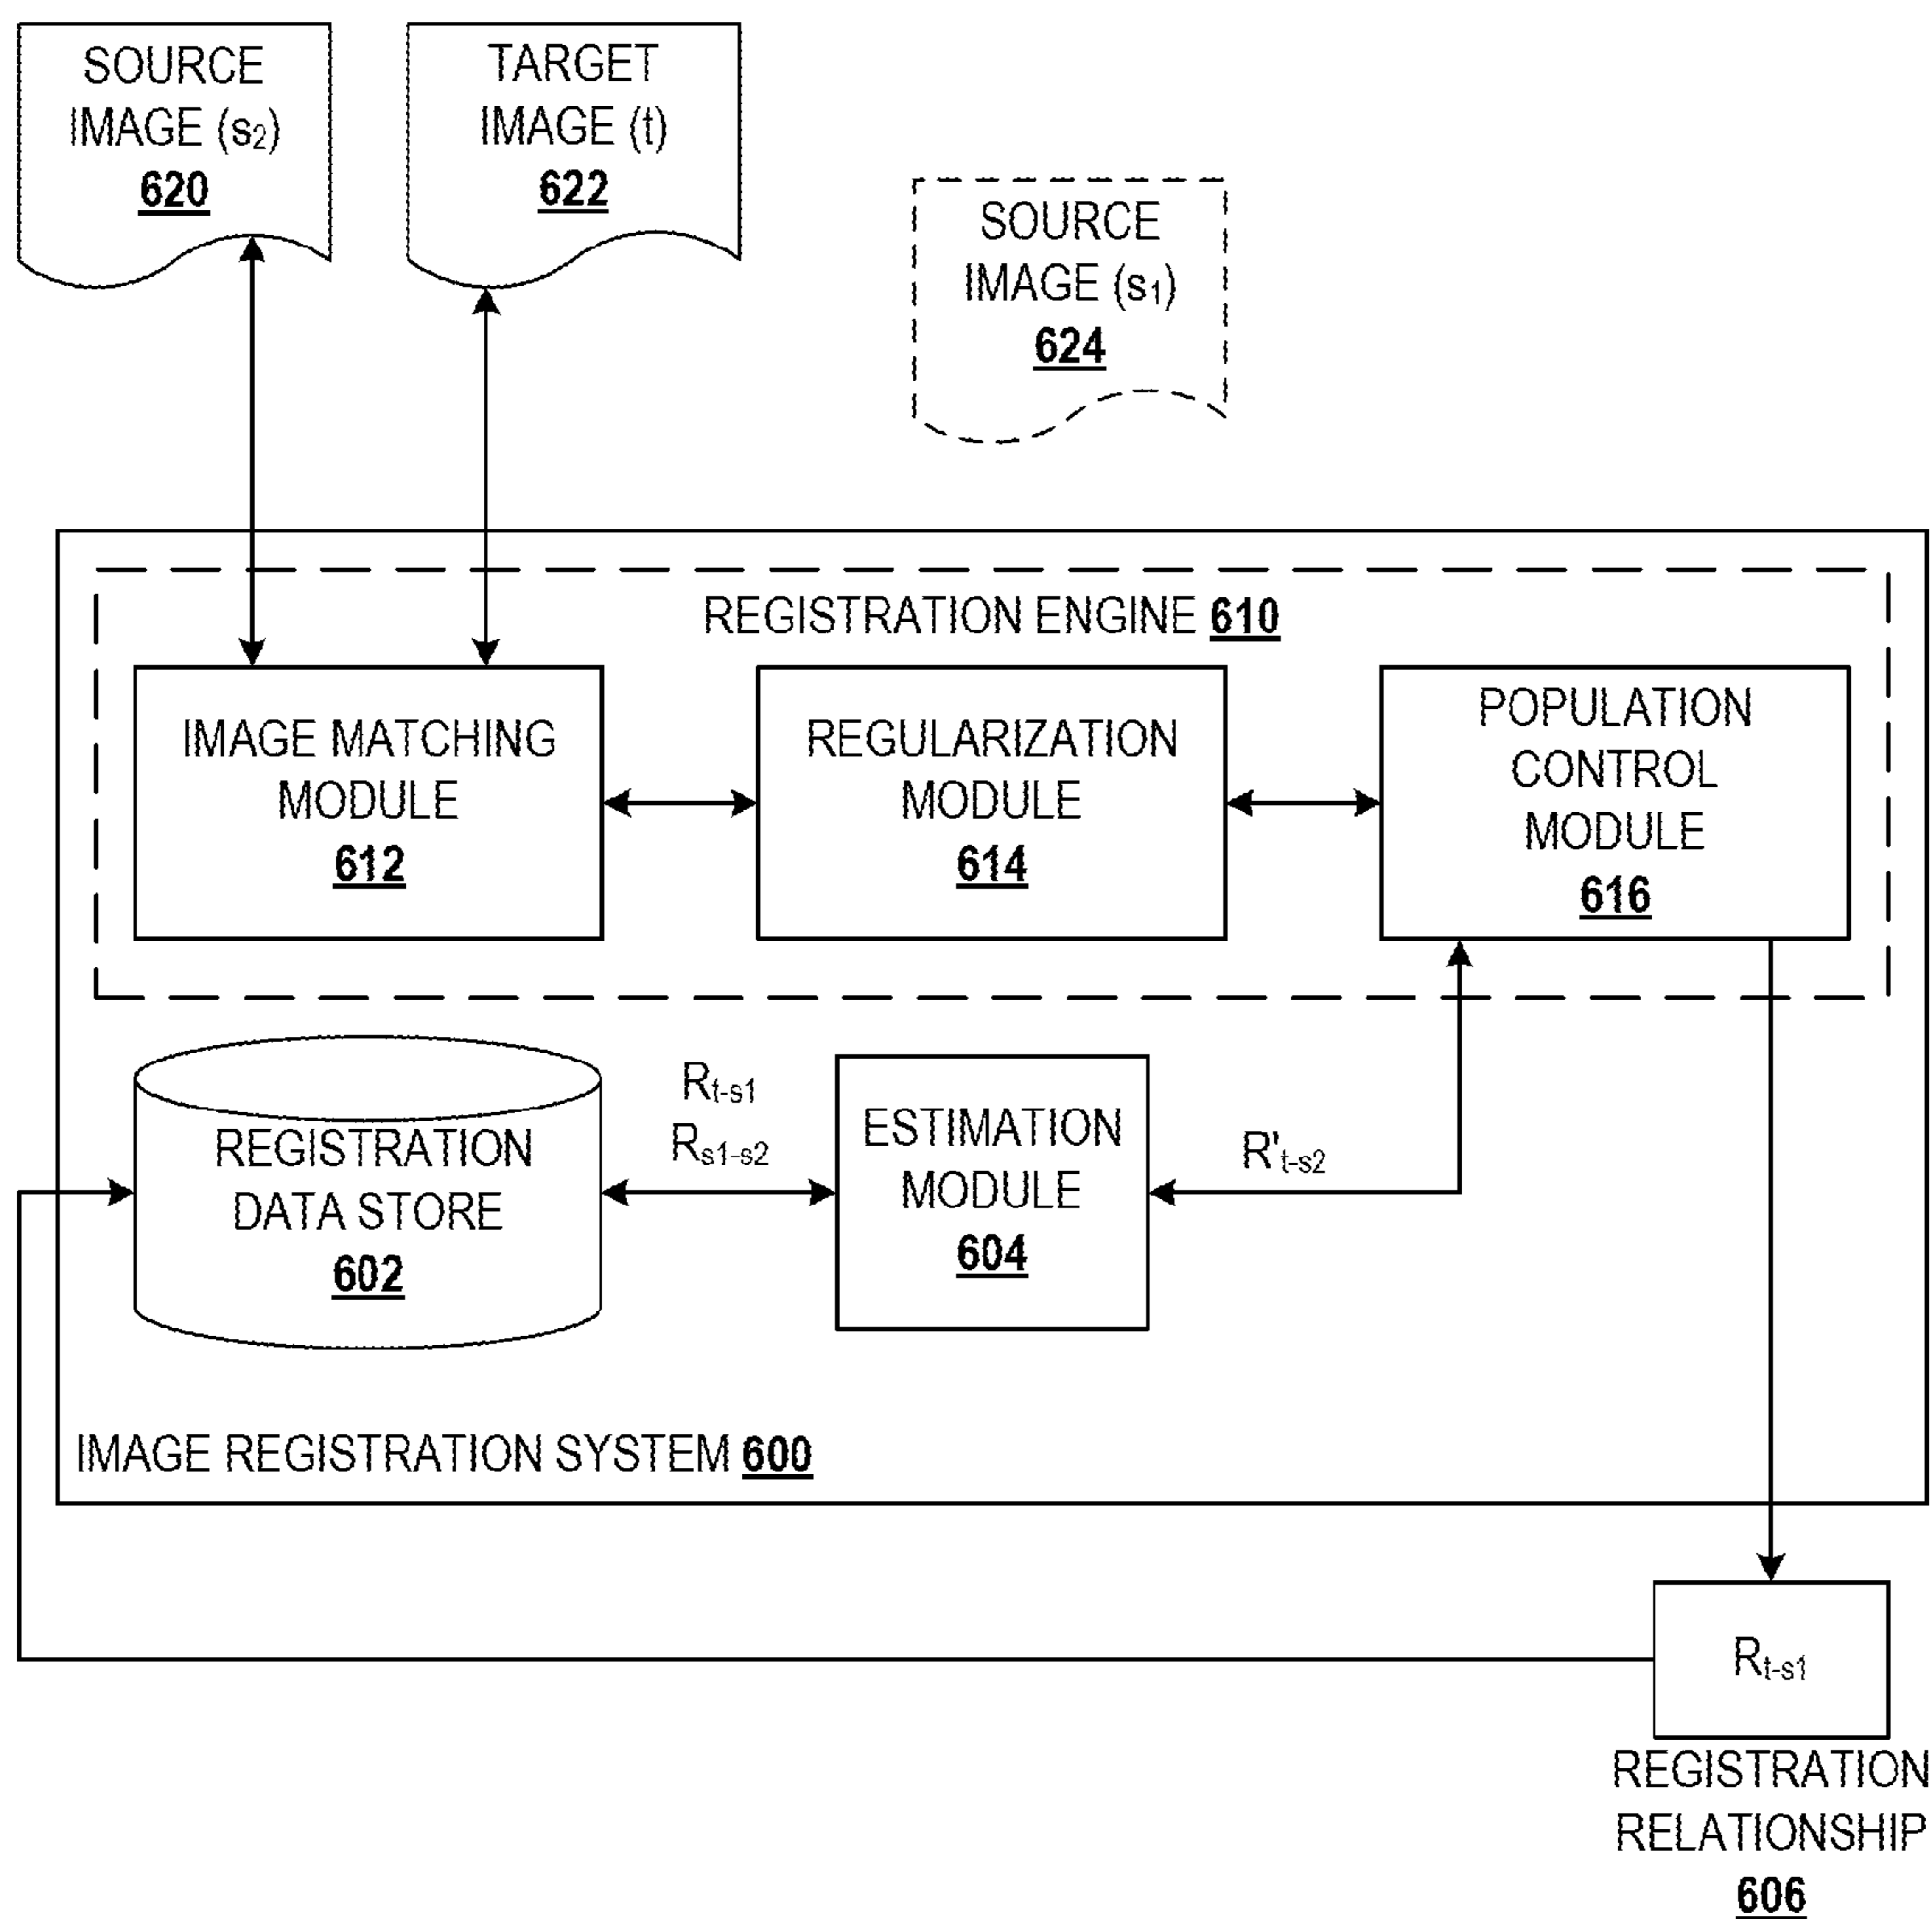 SOURCE
IMAGE (s2)
620
TARGET
IMAGE (t)
622
SOURCE
IMAGE (s1)
624
REGISTRATION ENGINE 610
IMAGE MATCHING
MODULE
612
REGULARIZATION
MODULE
614
POPULATION
CONTROL
MODULE
616
REGISTRATION
DATA STORE
602
Rt-s1
Rs1-s2
ESTIMATION
MODULE
604
R't-s2
IMAGE REGISTRATION SYSTEM 600
Rt-s1
REGISTRATION
RELATIONSHIP
606